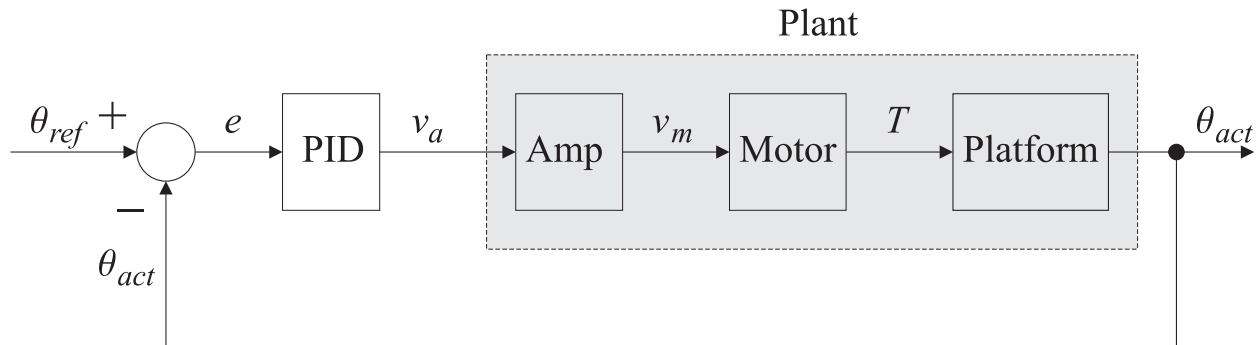 Plant
θref +
e
PID
va
Amp
vm
Motor
T
Platform
θact
−
θact